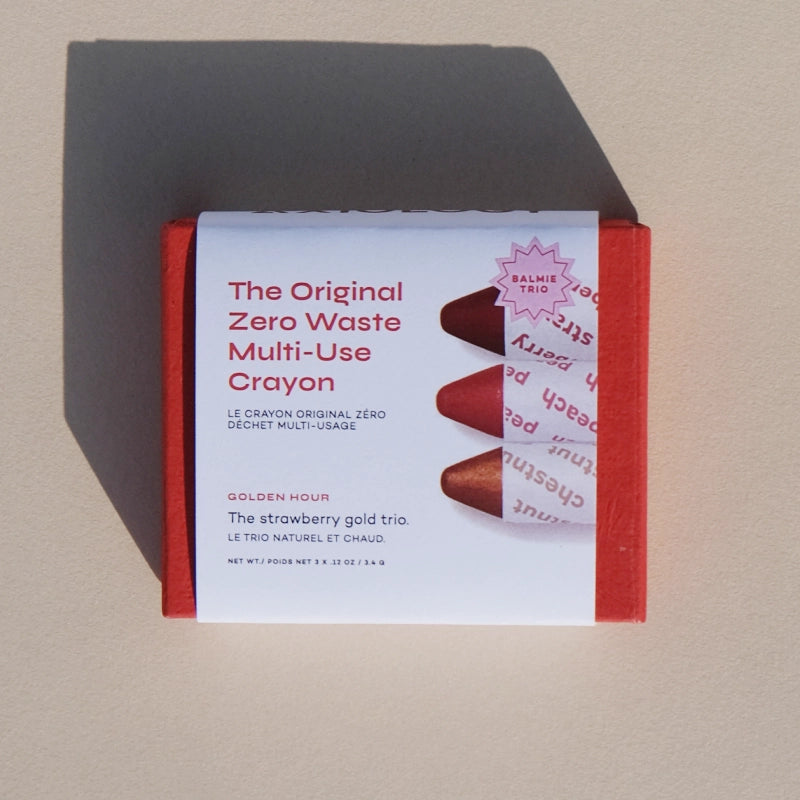 The Original
Zero Waste
Multi-Use
Crayon
LE CRAYON ORIGINAL ZÉRO
DÉCHET MULTI-USAGE
GOLDEN HOUR
The strawberry gold trio.
LE TRIO NATUREL ET CHAUD.
NET WT./ POIDS NET 3 X .12 OZ / 3.4 G
BALMIE
TRIO
peach
chestnut